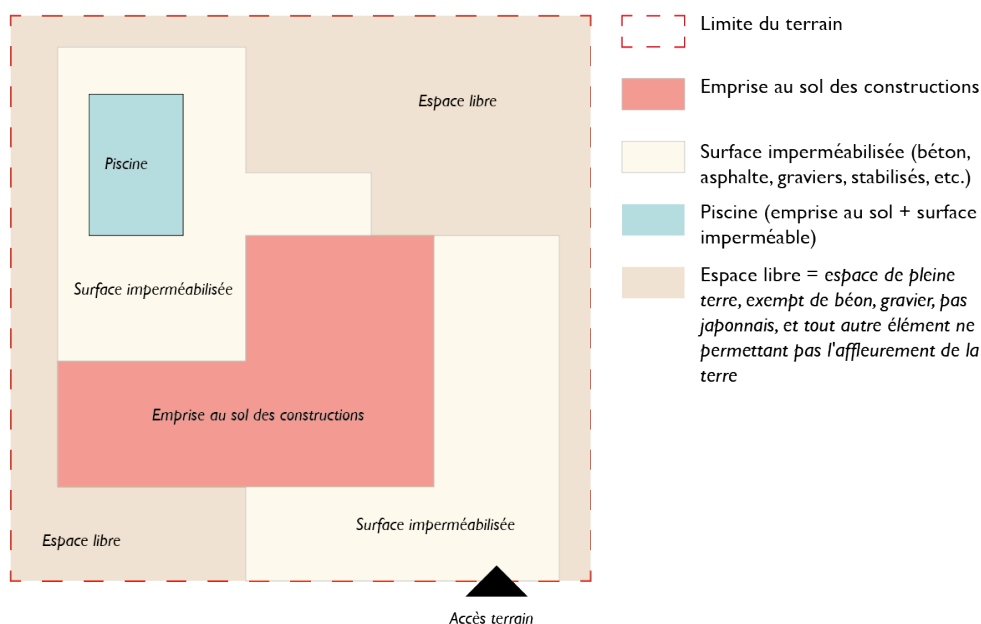 Espace libre
Piscine
Surface imperméabilisée
Emprise au sol des constructions
Surface imperméabilisée
Espace libre
Accès terrain
Limite du terrain
Emprise au sol des constructions
Surface imperméabilisée (béton,
asphalte, graviers, stabilisés, etc.)
Piscine (emprise au sol + surface
imperméable)
Espace libre = espace de pleine
terre, exempt de béon, gravier, pas
japonnais, et tout autre élément ne
permettant pas l'affleurement de la
terre